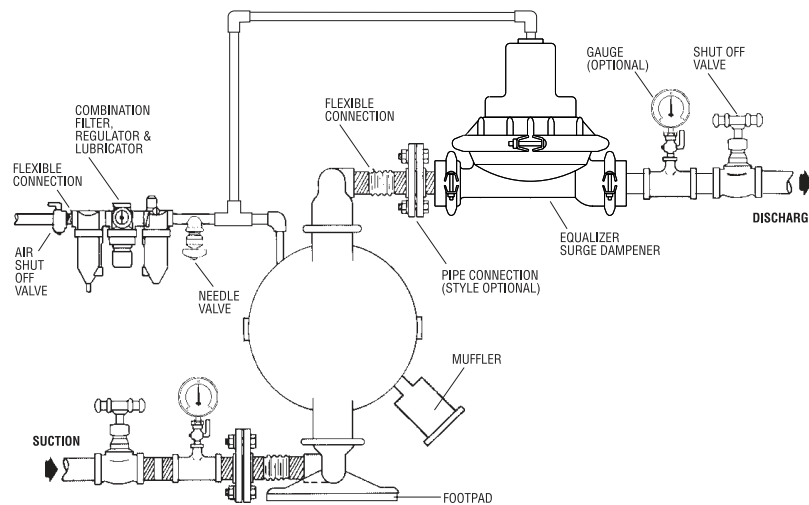 GAUGE
(OPTIONAL)
SHUT OFF
VALVE
COMBINATION
FILTER,
REGULATOR &
LUBRICATOR
FLEXIBLE
CONNECTION
FLEXIBLE
CONNECTION
DISCHARG
AIR
SHUT
OFF
VALVE
NEEDLE
VALVE
EQUALIZER
SURGE DAMPENER
PIPE CONNECTION
(STYLE OPTIONAL)
MUFFLER
SUCTION
FOOTPAD